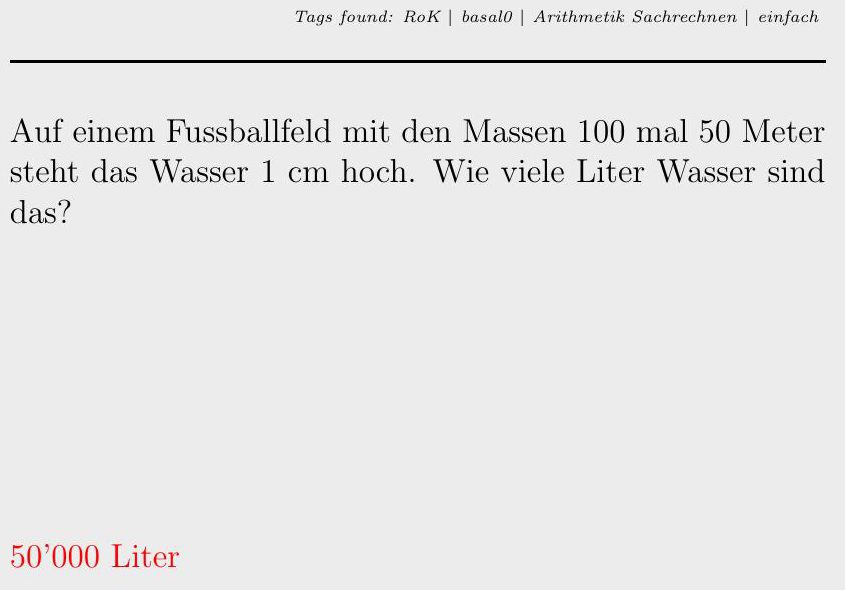 Tags found: RoK | basal0 | Arithmetik Sachrechnen | einfach
Auf einem Fussballfeld mit den Massen 100 mal 50 Meter
steht das Wasser 1 cm hoch. Wie viele Liter Wasser sind
das?
50'000 Liter